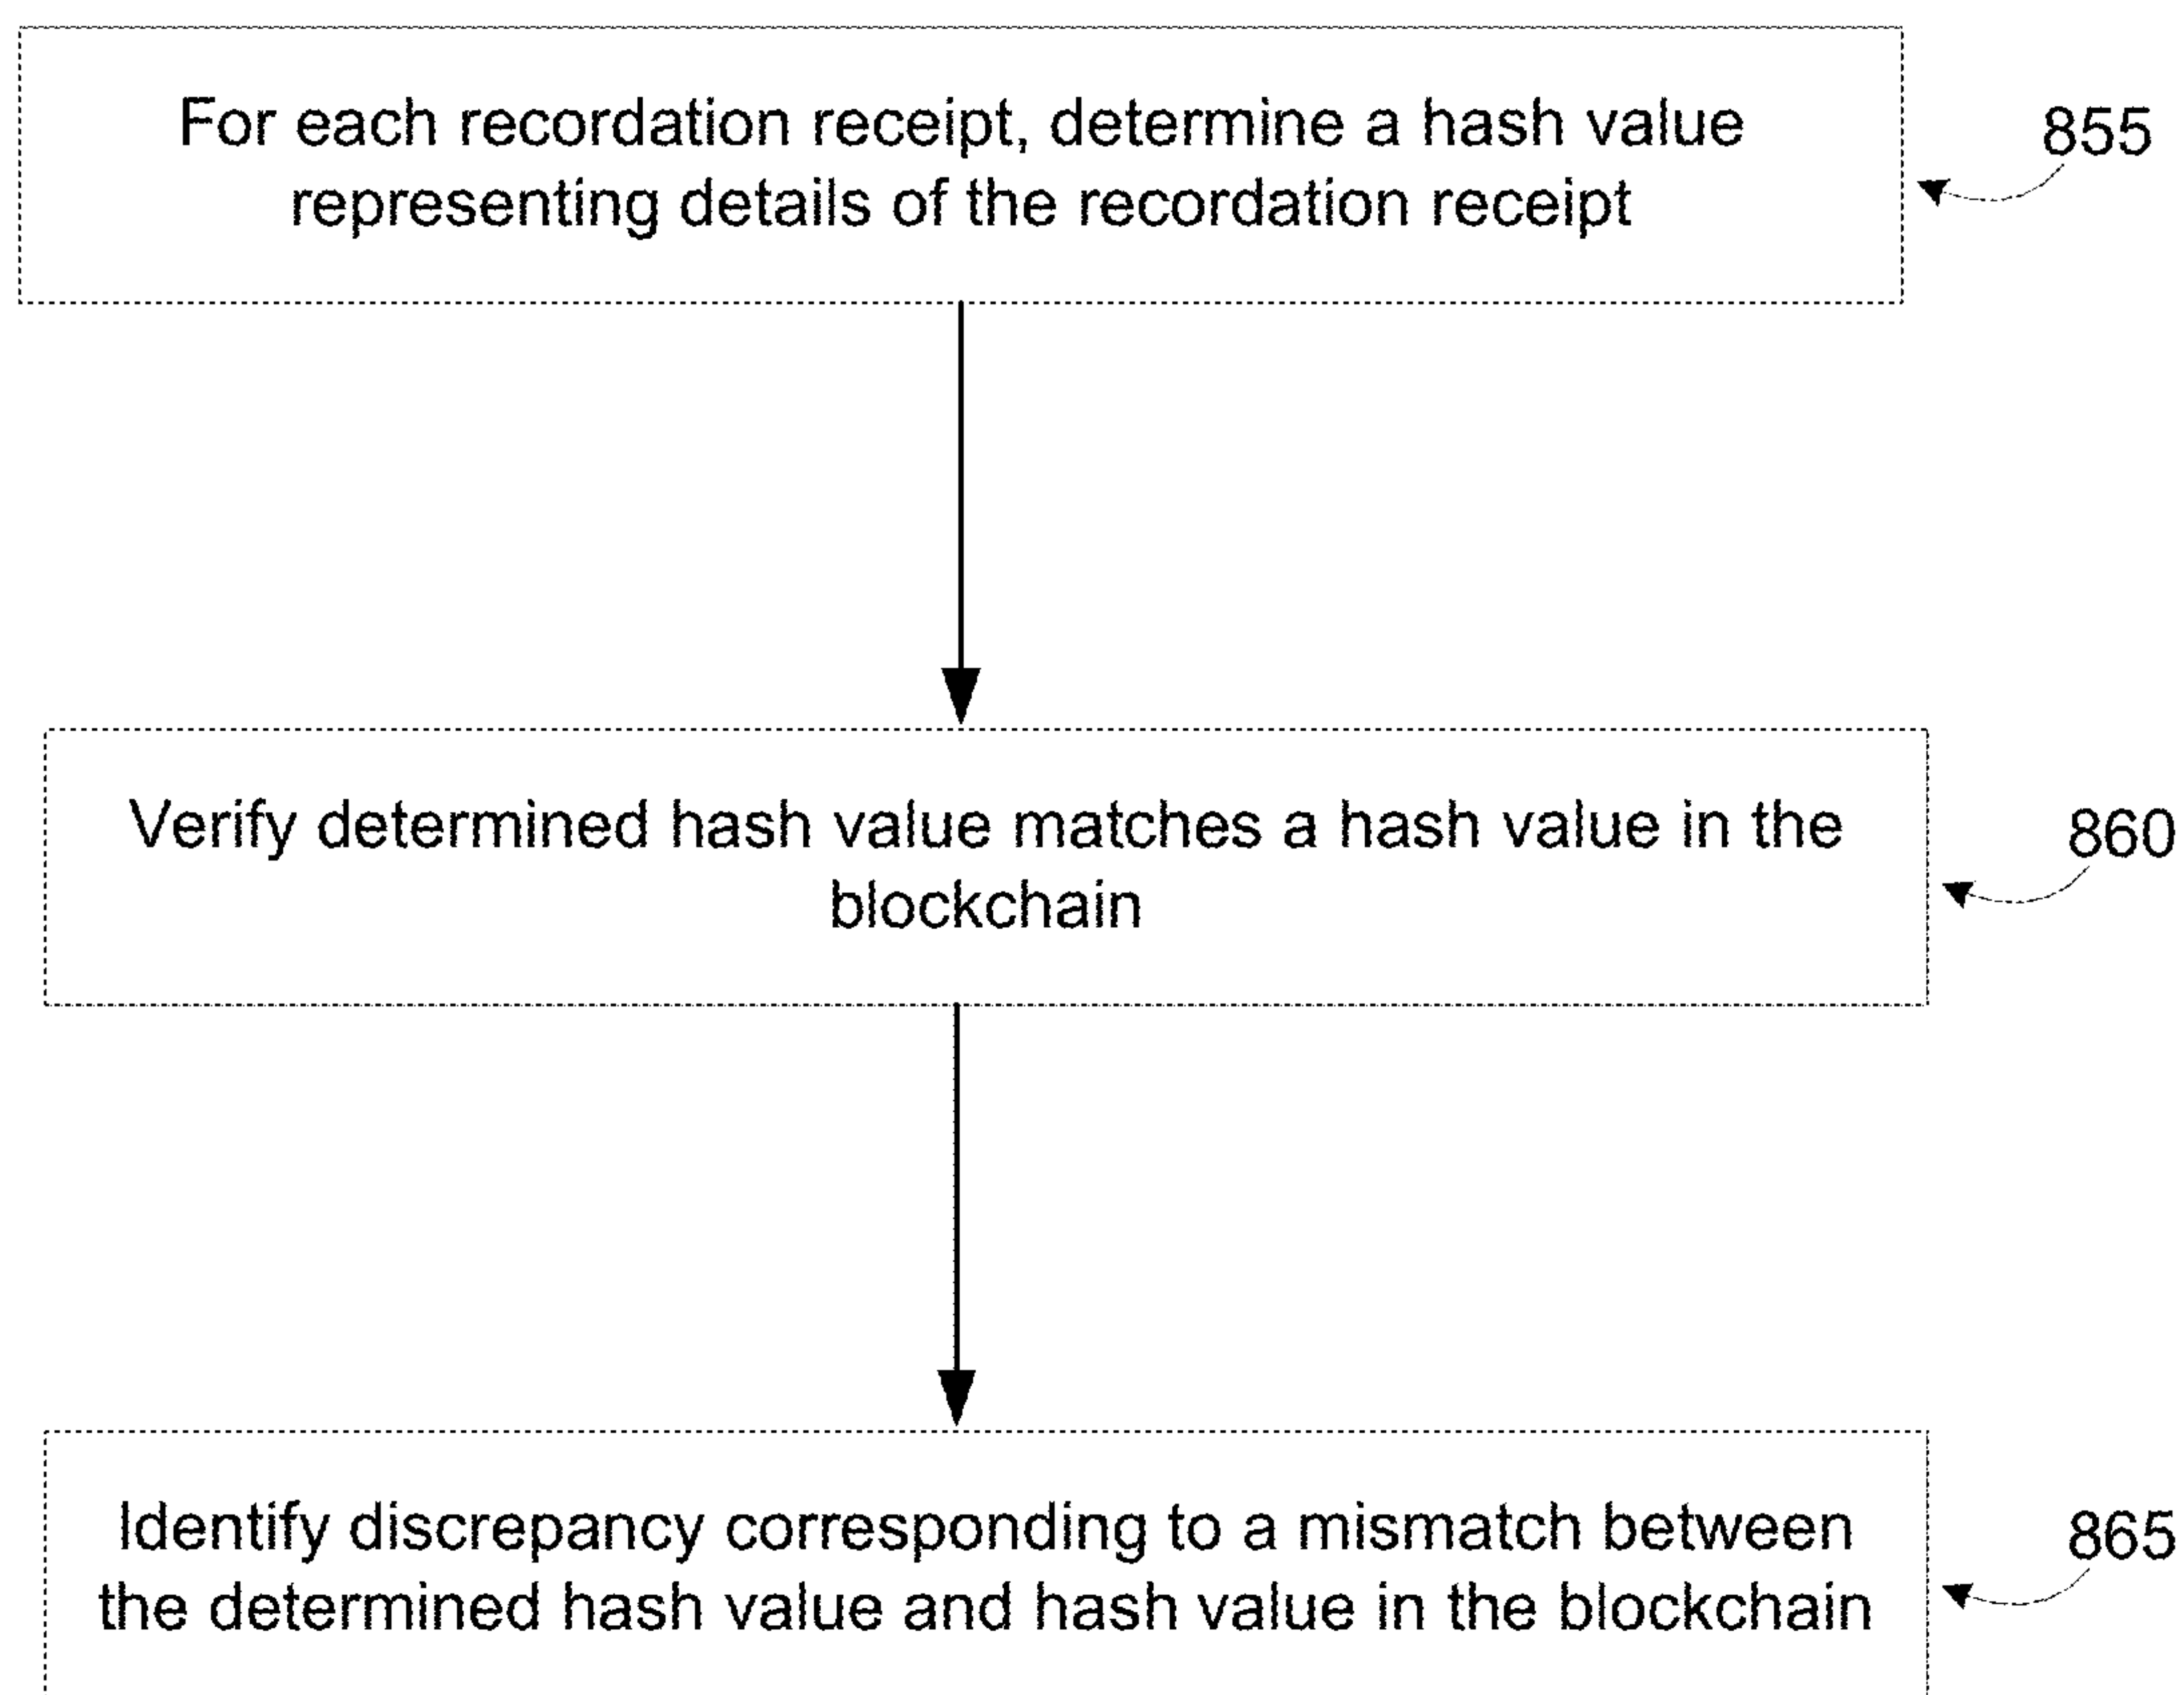 For each recordation receipt, determine a hash value
representing details of the recordation receipt
855
Verify determined hash value matches a hash value in the
blockchain
860
Identify discrepancy corresponding to a mismatch between
the determined hash value and hash value in the blockchain
865